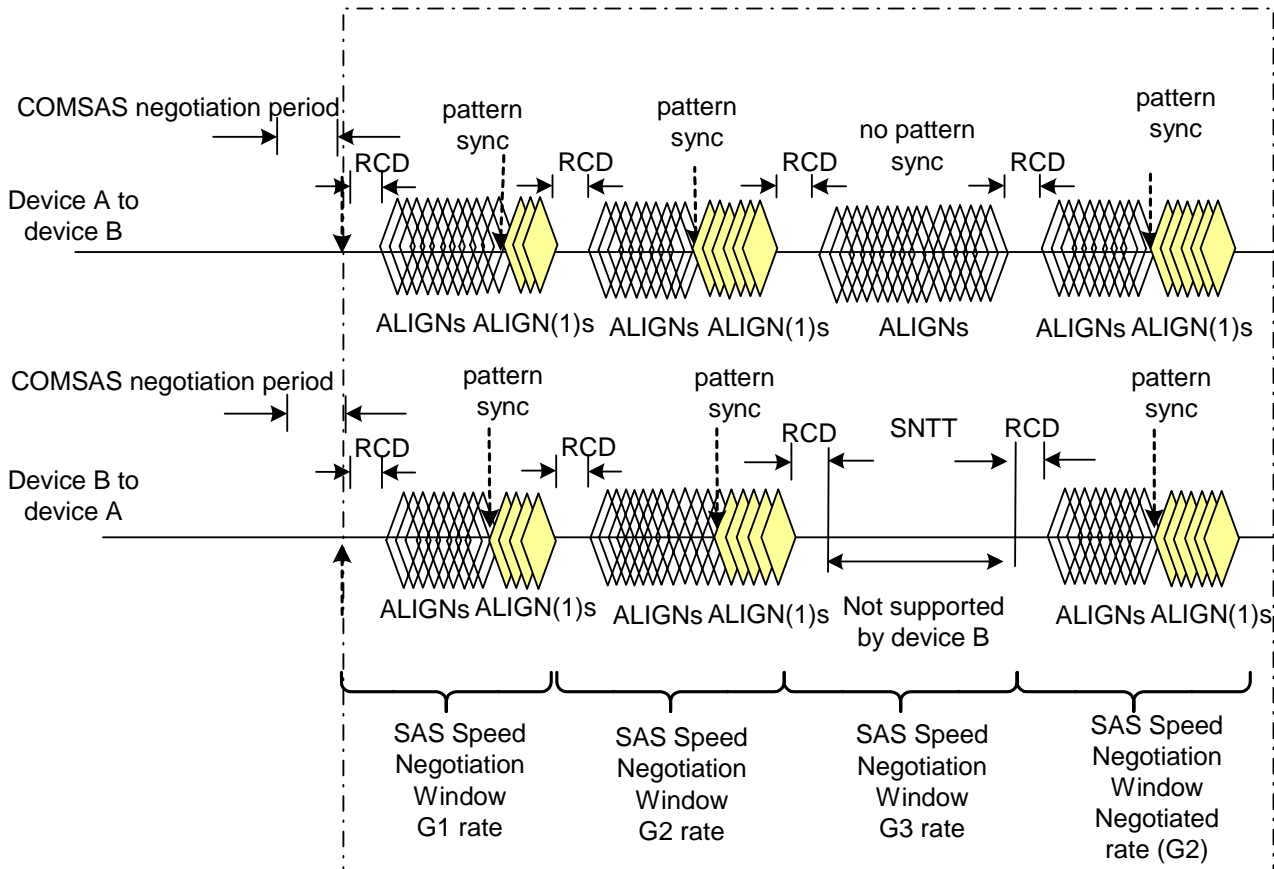 COMSAS negotiation period
pattern
sync
pattern
sync
no pattern
sync
pattern
sync
RCD
RCD
RCD
RCD
Device A to
device B
ALIGNs ALIGN(1)s
ALIGNs ALIGN(1)s
ALIGNs
ALIGNs ALIGN(1)s
COMSAS negotiation period
pattern
sync
pattern
sync
pattern
sync
RCD
RCD
RCD
SNTT
RCD
Device B to
device A
ALIGNs ALIGN(1)s
ALIGNs ALIGN(1)s
Not supported
by device B
ALIGNs ALIGN(1)s
SAS Speed
Negotiation
Window
G1 rate
SAS Speed
Negotiation
Window
G2 rate
SAS Speed
Negotiation
Window
G3 rate
SAS Speed
Negotiation
Window
Negotiated
rate (G2)